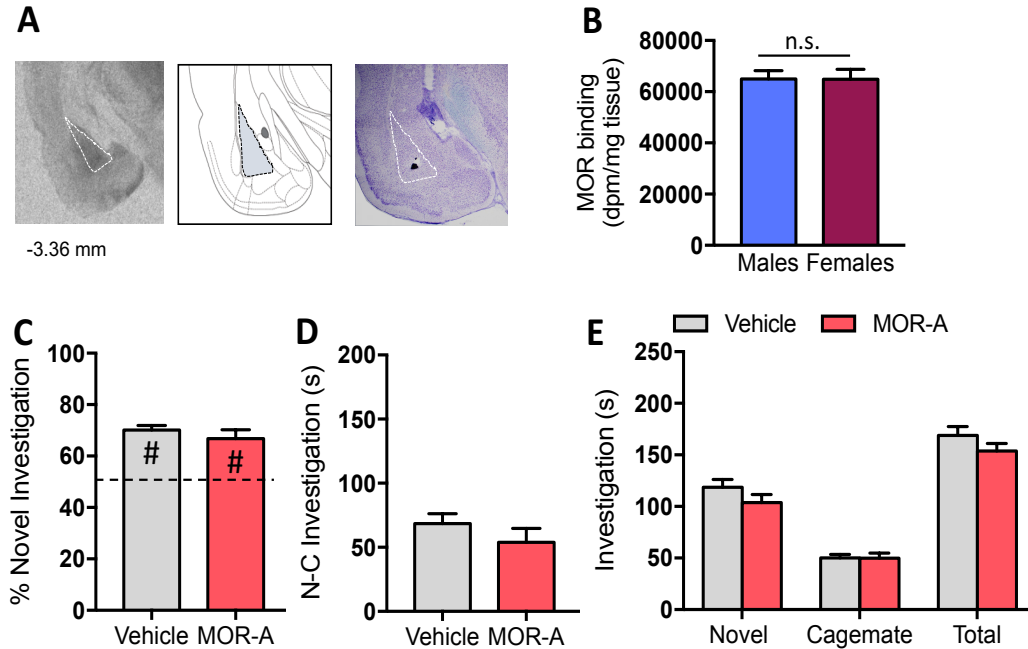 A
-3.36 mm
B
MOR binding
(dpm/mg tissue)
80000
60000
40000
20000
0
n.s.
Males Females
C
% Novel Investigation
100
80
60
40
20
0
#
#
Vehicle MOR-A
D
N-C Investigation (s)
200
150
100
50
0
Vehicle MOR-A
E
Vehicle MOR-A
Investigation (s)
250
200
150
100
50
0
Novel Cagemate Total